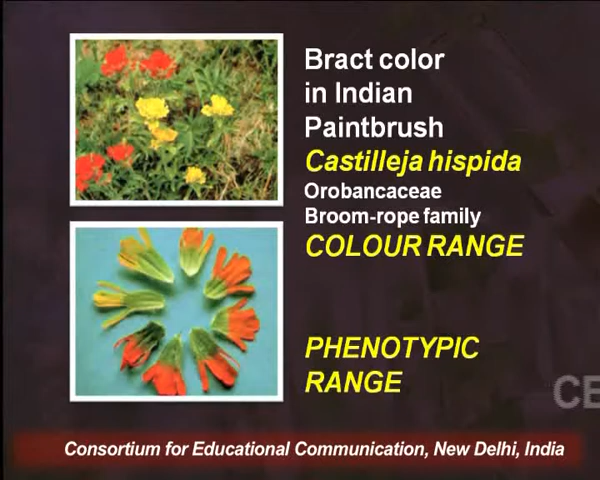 Bract color
in Indian
Paintbrush
Castilleja hispida
Orobancaceae
Broom-rope family
COLOUR RANGE
PHENOTYPIC
RANGE
CE
Consortium for Educational Communication, New Delhi, India